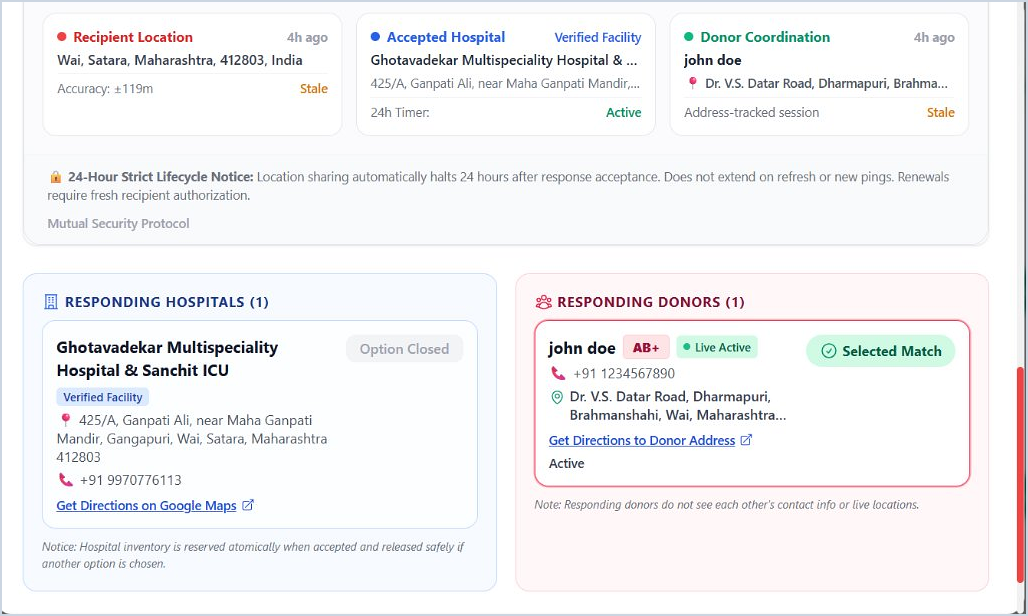 Recipient Location 4h ago
Wai, Satara, Maharashtra, 412803, India
Accuracy: ±119m Stale
Accepted Hospital Verified Facility
Ghotavadekar Multispeciality Hospital & ...
425/A, Ganpati Ali, near Maha Ganpati Mandir,...
24h Timer: Active
Donor Coordination 4h ago
john doe
Dr. V.S. Datar Road, Dharmapuri, Brahma...
Address-tracked session Stale
24-Hour Strict Lifecycle Notice: Location sharing automatically halts 24 hours after response acceptance. Does not extend on refresh or new pings. Renewals
require fresh recipient authorization.
Mutual Security Protocol
RESPONDING HOSPITALS (1)
Ghotavadekar Multispeciality
Hospital & Sanchit ICU
Option Closed
Verified Facility
425/A, Ganpati Ali, near Maha Ganpati
Mandir, Gangapuri, Wai, Satara, Maharashtra
412803
+91 9970776113
Get Directions on Google Maps
Notice: Hospital inventory is reserved atomically when accepted and released safely if
another option is chosen.
RESPONDING DONORS (1)
john doe AB+ Live Active Selected Match
+91 1234567890
Dr. V.S. Datar Road, Dharmapuri,
Brahmanshahi, Wai, Maharashtra...
Get Directions to Donor Address
Active
Note: Responding donors do not see each other's contact info or live locations.